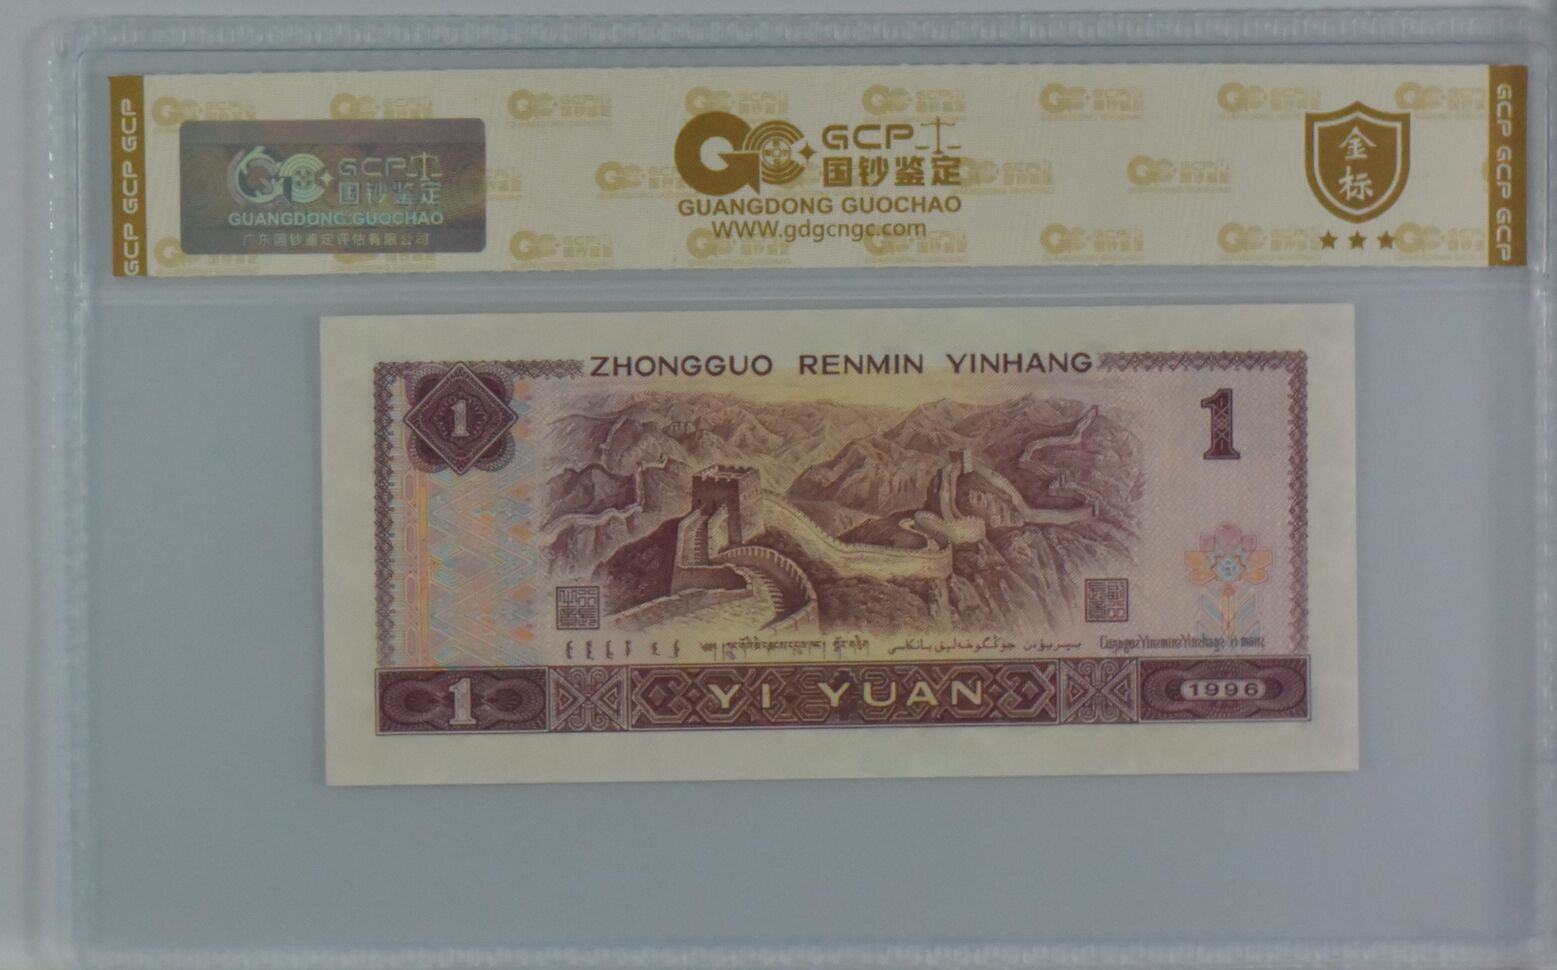 GCP GCP GCP
GCP 国钞鉴定
GUANGDONG GUOCHAO
广东国钞鉴定评估有限公司
GCP
国钞鉴定
GUANGDONG GUOCHAO
WWW.gdgcngc.com
金标
GCP GCP GCP
ZHONGGUO RENMIN YINHANG
1
1
1
YI YUAN
1996